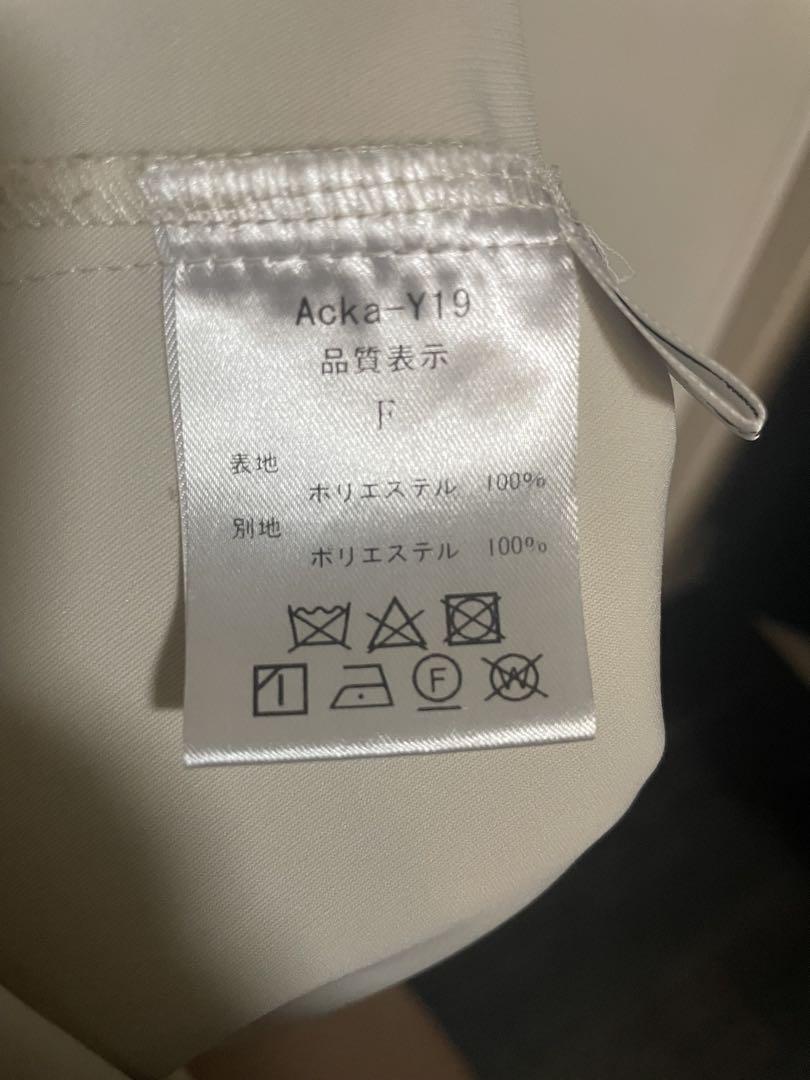 Acka-Y19
品質表示
F
表地
ポリエステル 100%
別地
ポリエステル 100%
F W